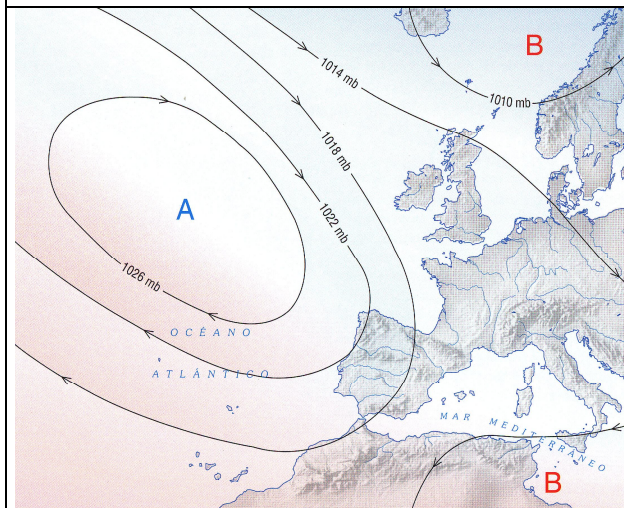 B
1014 mb
1010 mb
1018 mb
A
1022 mb
1026 mb
OCÉANO
ATLÁNTICO
MAR MEDITERRÁNEO
B